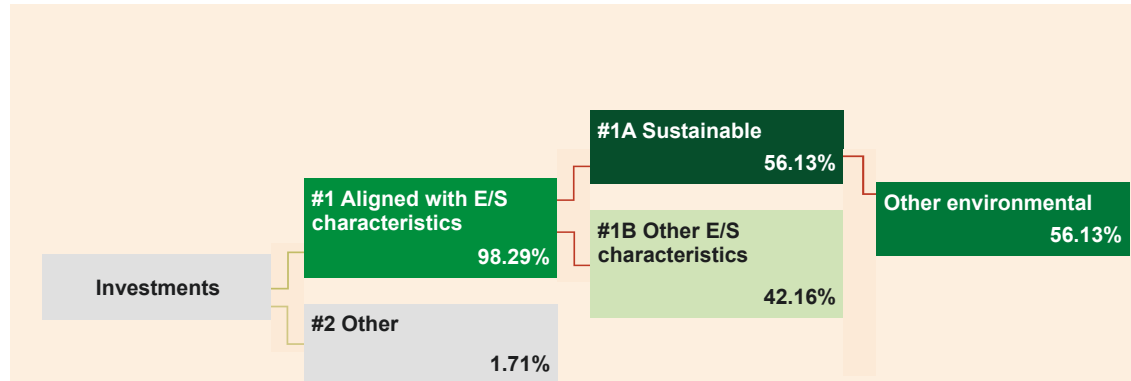 Investments
#1 Aligned with E/S
characteristics
98.29%
#2 Other
1.71%
#1A Sustainable
56.13%
#1B Other E/S
characteristics
42.16%
Other environmental
56.13%